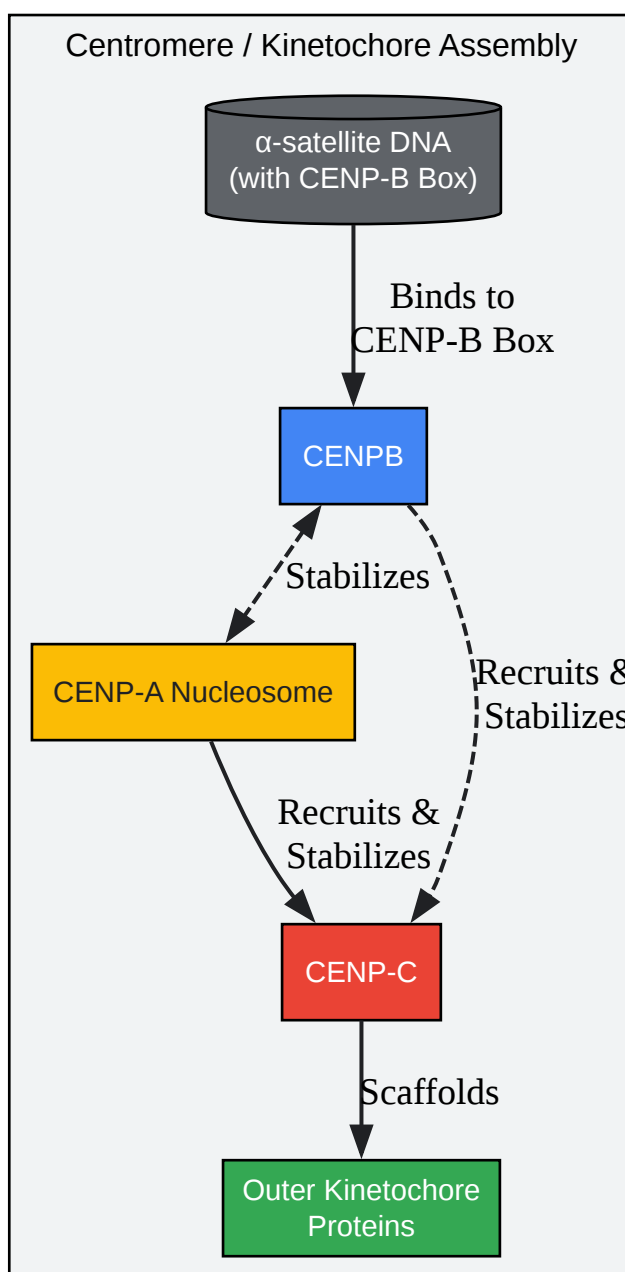 Centromere / Kinetochore Assembly
α-satellite DNA
(with CENP-B Box)
Binds to
CENP-B Box
CENPB
Stabilizes
CENP-A Nucleosome
Recruits &
Stabilizes
Recruits &
Stabilizes
CENP-C
Scaffolds
Outer Kinetochore
Proteins